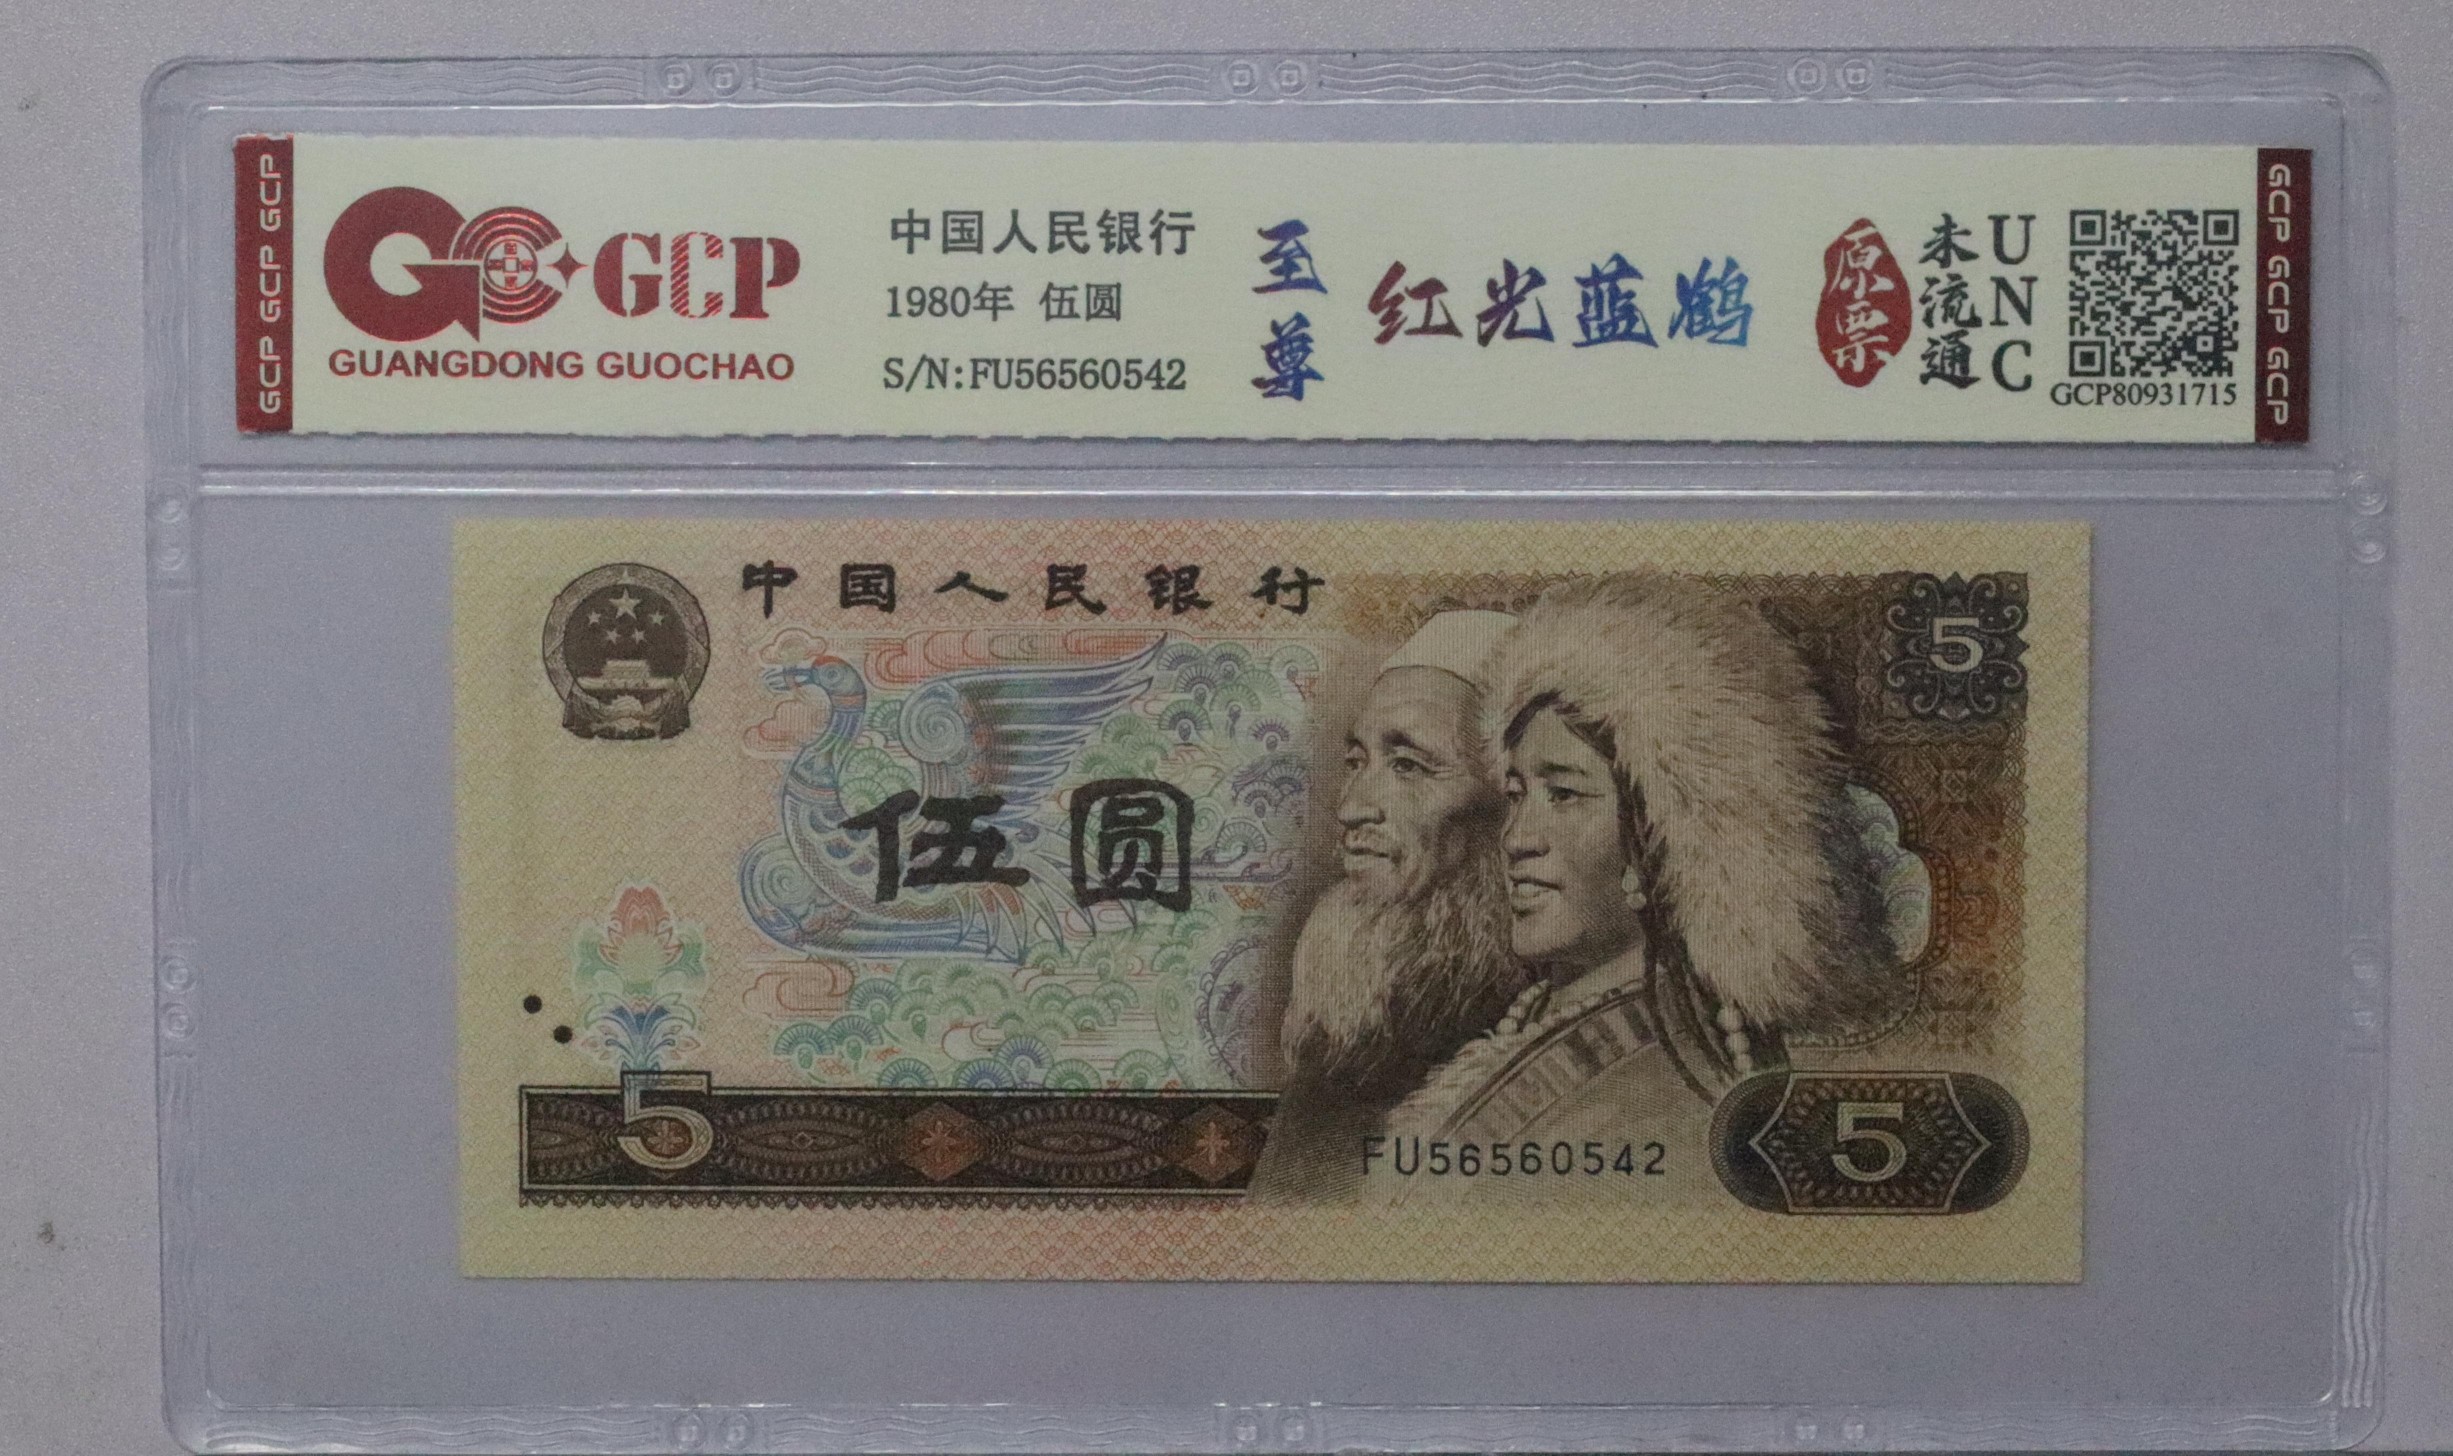 GCP GCP GCP
GCP
GUANGDONG GUOCHAO
中国人民银行
1980年 伍圆
S/N:FU56560542
至尊
红光蓝鹤
原票
未流通
UNC
GCP80931715
GCP GCP GCP
中国人民银行
5
伍圆
5
FU56560542
5